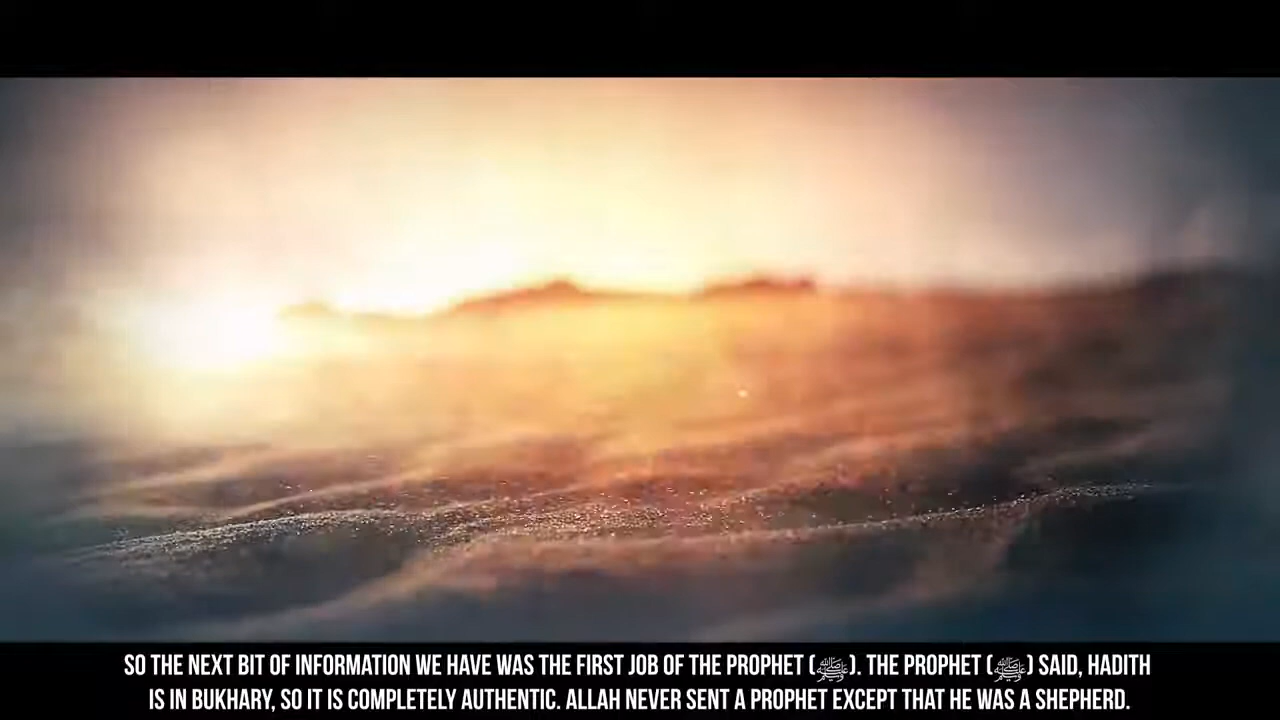 SO THE NEXT BIT OF INFORMATION WE HAVE WAS THE FIRST JOB OF THE PROPHET (ﷺ). THE PROPHET (ﷺ) SAID, HADITH
IS IN BUKHARY, SO IT IS COMPLETELY AUTHENTIC. ALLAH NEVER SENT A PROPHET EXCEPT THAT HE WAS A SHEPHERD.